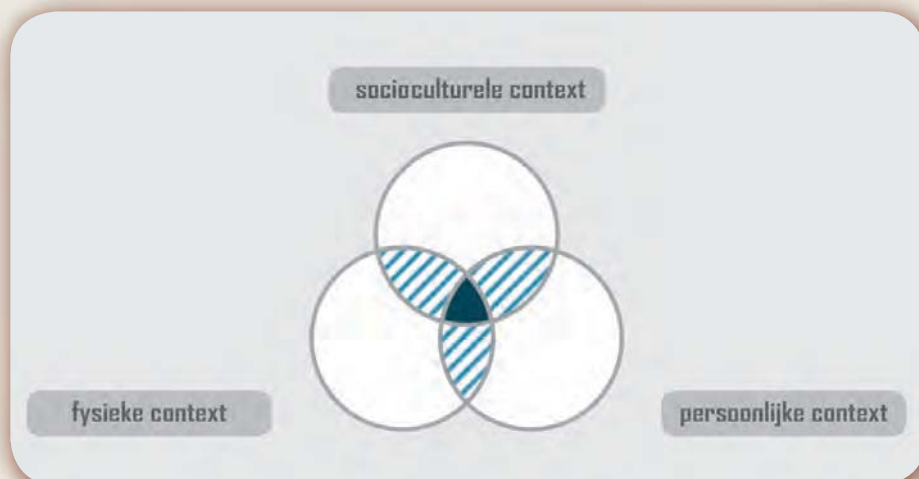 socioculturele context
fysieke context
persoonlijke context